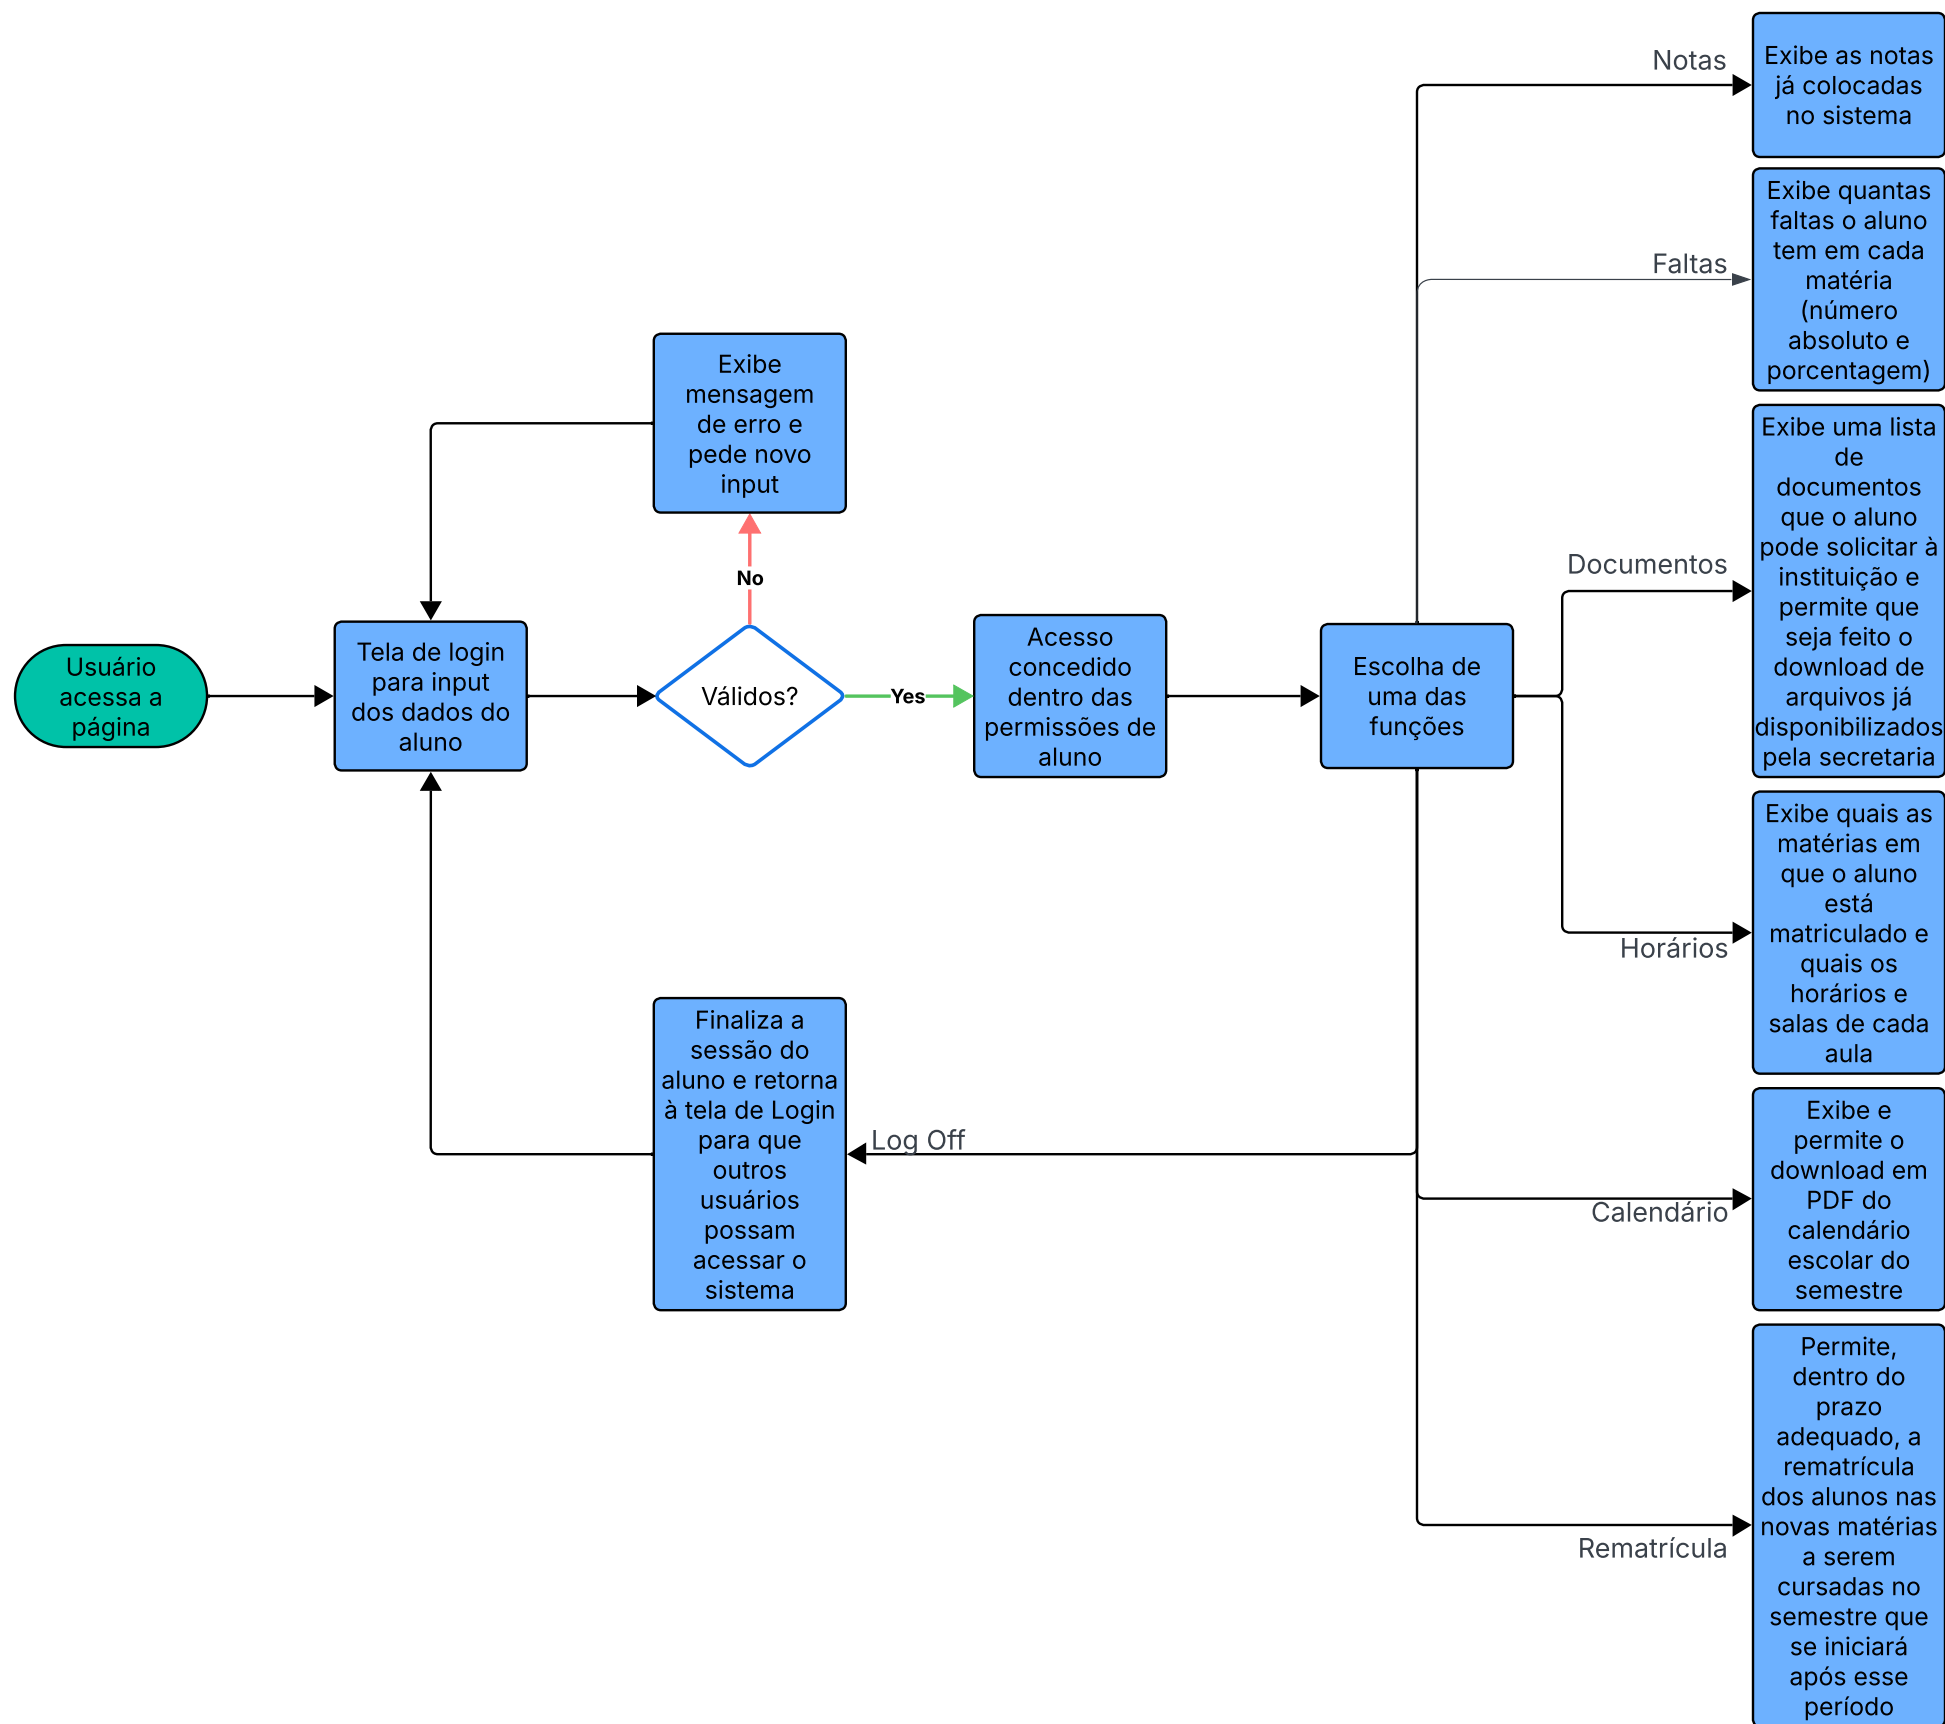 Usuário
acessa a
página
Tela de login
para input
dos dados do
aluno
Exibe
mensagem
de erro e
pede novo
input
No
Válidos?
Yes
Acesso
concedido
dentro das
permissões de
aluno
Escolha de
uma das
funções
Notas
Exibe as notas
já colocadas
no sistema
Faltas
Exibe quantas
faltas o aluno
tem em cada
matéria
(número
absoluto e
porcentagem)
Documentos
Exibe uma lista
de
documentos
que o aluno
pode solicitar à
instituição e
permite que
seja feito o
download de
arquivos já
disponibilizados
pela secretaria
Horários
Exibe quais as
matérias em
que o aluno
está
matriculado e
quais os
horários e
salas de cada
aula
Log Off
Finaliza a
sessão do
aluno e retorna
à tela de Login
para que
outros
usuários
possam
acessar o
sistema
Calendário
Exibe e
permite o
download em
PDF do
calendário
escolar do
semestre
Rematrícula
Permite,
dentro do
prazo
adequado, a
rematrícula
dos alunos nas
novas matérias
a serem
cursadas no
semestre que
se iniciará
após esse
período